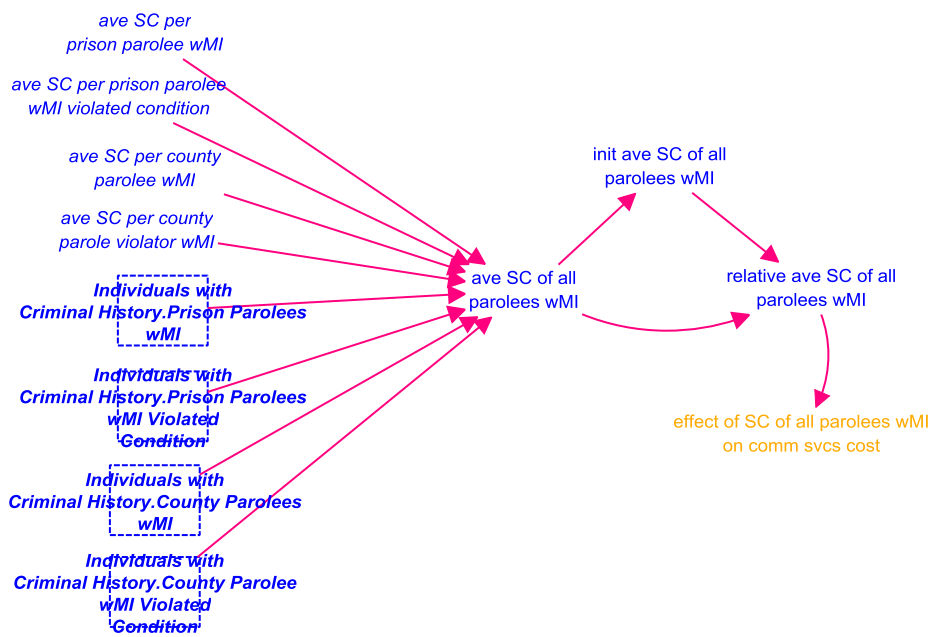 ave SC per
prison parolee wMI
ave SC per prison parolee
wMI violated condition
ave SC per county
parolee wMI
ave SC per county
parole violator wMI
Individuals with
Criminal History.Prison Parolees
wMI
Individuals with
Criminal History.Prison Parolees
wMI Violated
Condition
Individuals with
Criminal History.County Parolees
wMI
Individuals with
Criminal History.County Parolee
wMI Violated
Condition
ave SC of all
parolees wMI
init ave SC of all
parolees wMI
relative ave SC of all
parolees wMI
effect of SC of all parolees wMI
on comm svcs cost